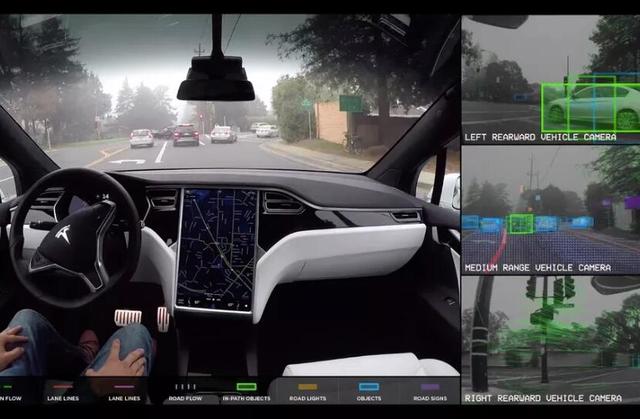 LEFT REARWARD VEHICLE CAMERA
MEDIUM RANGE VEHICLE CAMERA
RIGHT REARWARD VEHICLE CAMERA
N FLOW
LANE LINES
LANE LINES
ROAD FLOW
IN-PATH OBJECTS
ROAD LIGHTS
OBJECTS
ROAD SIGNS